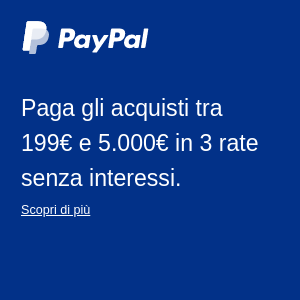 PayPal
Paga gli acquisti tra
199€ e 5.000€ in 3 rate
senza interessi.
Scopri di più